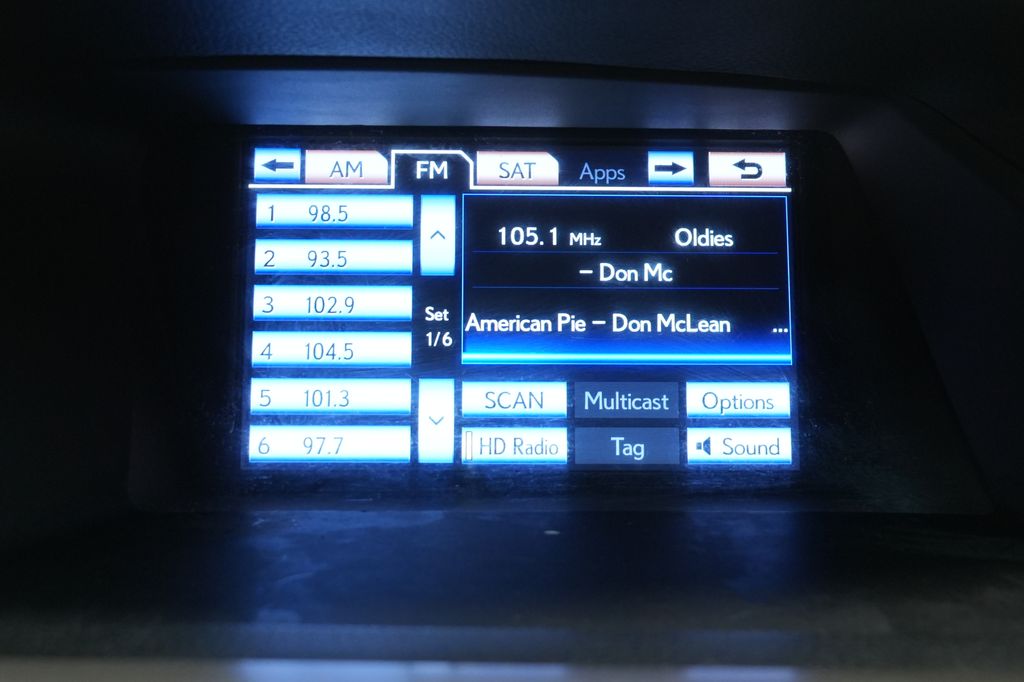 AM FM SAT Apps
1 98.5
2 93.5
3 102.9
4 104.5
5 101.3
6 97.7
Set
1/6
105.1 MHz Oldies
– Don Mc
American Pie – Don McLean ...
SCAN Multicast Options
HD Radio Tag Sound